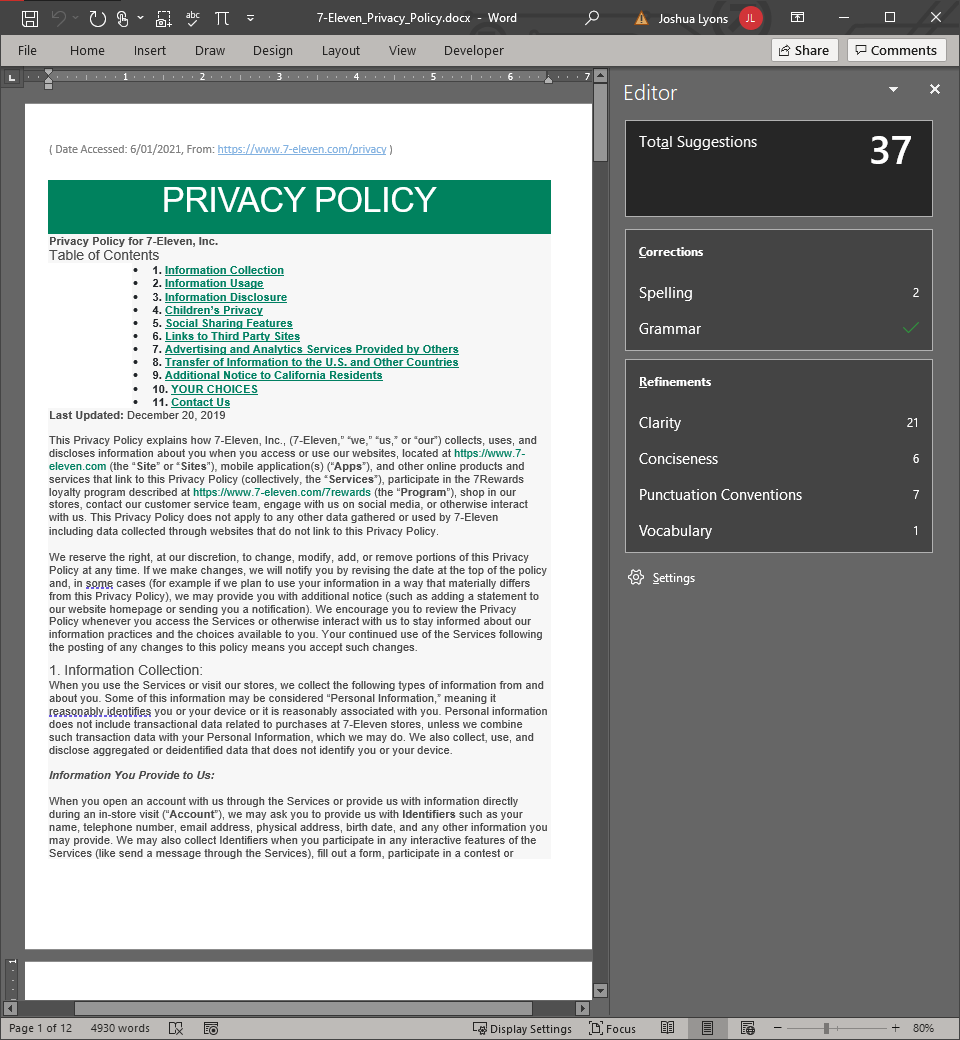 abc
7-Eleven_Privacy_Policy.docx - Word
Joshua Lyons
JL
File Home Insert Draw Design Layout View Developer
Share
Comments
L
1 2 3 4 5 6 7
( Date Accessed: 6/01/2021, From: https://www.7-eleven.com/privacy )
PRIVACY POLICY
Privacy Policy for 7-Eleven, Inc.
Table of Contents
• 1. Information Collection
• 2. Information Usage
• 3. Information Disclosure
• 4. Children’s Privacy
• 5. Social Sharing Features
• 6. Links to Third Party Sites
• 7. Advertising and Analytics Services Provided by Others
• 8. Transfer of Information to the U.S. and Other Countries
• 9. Additional Notice to California Residents
• 10. YOUR CHOICES
• 11. Contact Us
Last Updated: December 20, 2019
This Privacy Policy explains how 7-Eleven, Inc., (7-Eleven,” “we,” “us,” or “our”) collects, uses, and
discloses information about you when you access or use our websites, located at https://www.7-
eleven.com (the “Site” or “Sites”), mobile application(s) (“Apps”), and other online products and
services that link to this Privacy Policy (collectively, the “Services”), participate in the 7Rewards
loyalty program described at https://www.7-eleven.com/7rewards (the “Program”), shop in our
stores, contact our customer service team, engage with us on social media, or otherwise interact
with us. This Privacy Policy does not apply to any other data gathered or used by 7-Eleven
including data collected through websites that do not link to this Privacy Policy.
We reserve the right, at our discretion, to change, modify, add, or remove portions of this Privacy
Policy at any time. If we make changes, we will notify you by revising the date at the top of the policy
and, in some cases (for example if we plan to use your information in a way that materially differs
from this Privacy Policy), we may provide you with additional notice (such as adding a statement to
our website homepage or sending you a notification). We encourage you to review the Privacy
Policy whenever you access the Services or otherwise interact with us to stay informed about our
information practices and the choices available to you. Your continued use of the Services following
the posting of any changes to this policy means you accept such changes.
1. Information Collection:
When you use the Services or visit our stores, we collect the following types of information from and
about you. Some of this information may be considered “Personal Information,” meaning it
reasonably identifies you or your device or it is reasonably associated with you. Personal information
does not include transactional data related to purchases at 7-Eleven stores, unless we combine
such transaction data with your Personal Information, which we may do. We also collect, use, and
disclose aggregated or deidentified data that does not identify you or your device.
Information You Provide to Us:
When you open an account with us through the Services or provide us with information directly
during an in-store visit (“Account”), we may ask you to provide us with Identifiers such as your
name, telephone number, email address, physical address, birth date, and any other information you
may provide. We may also collect Identifiers when you participate in any interactive features of the
Services (like send a message through the Services), fill out a form, participate in a contest or
1
Editor
Total Suggestions 37
Corrections
Spelling 2
Grammar
Refinements
Clarity 21
Conciseness 6
Punctuation Conventions 7
Vocabulary 1
Settings
Page 1 of 12 4930 words Display Settings Focus 80%